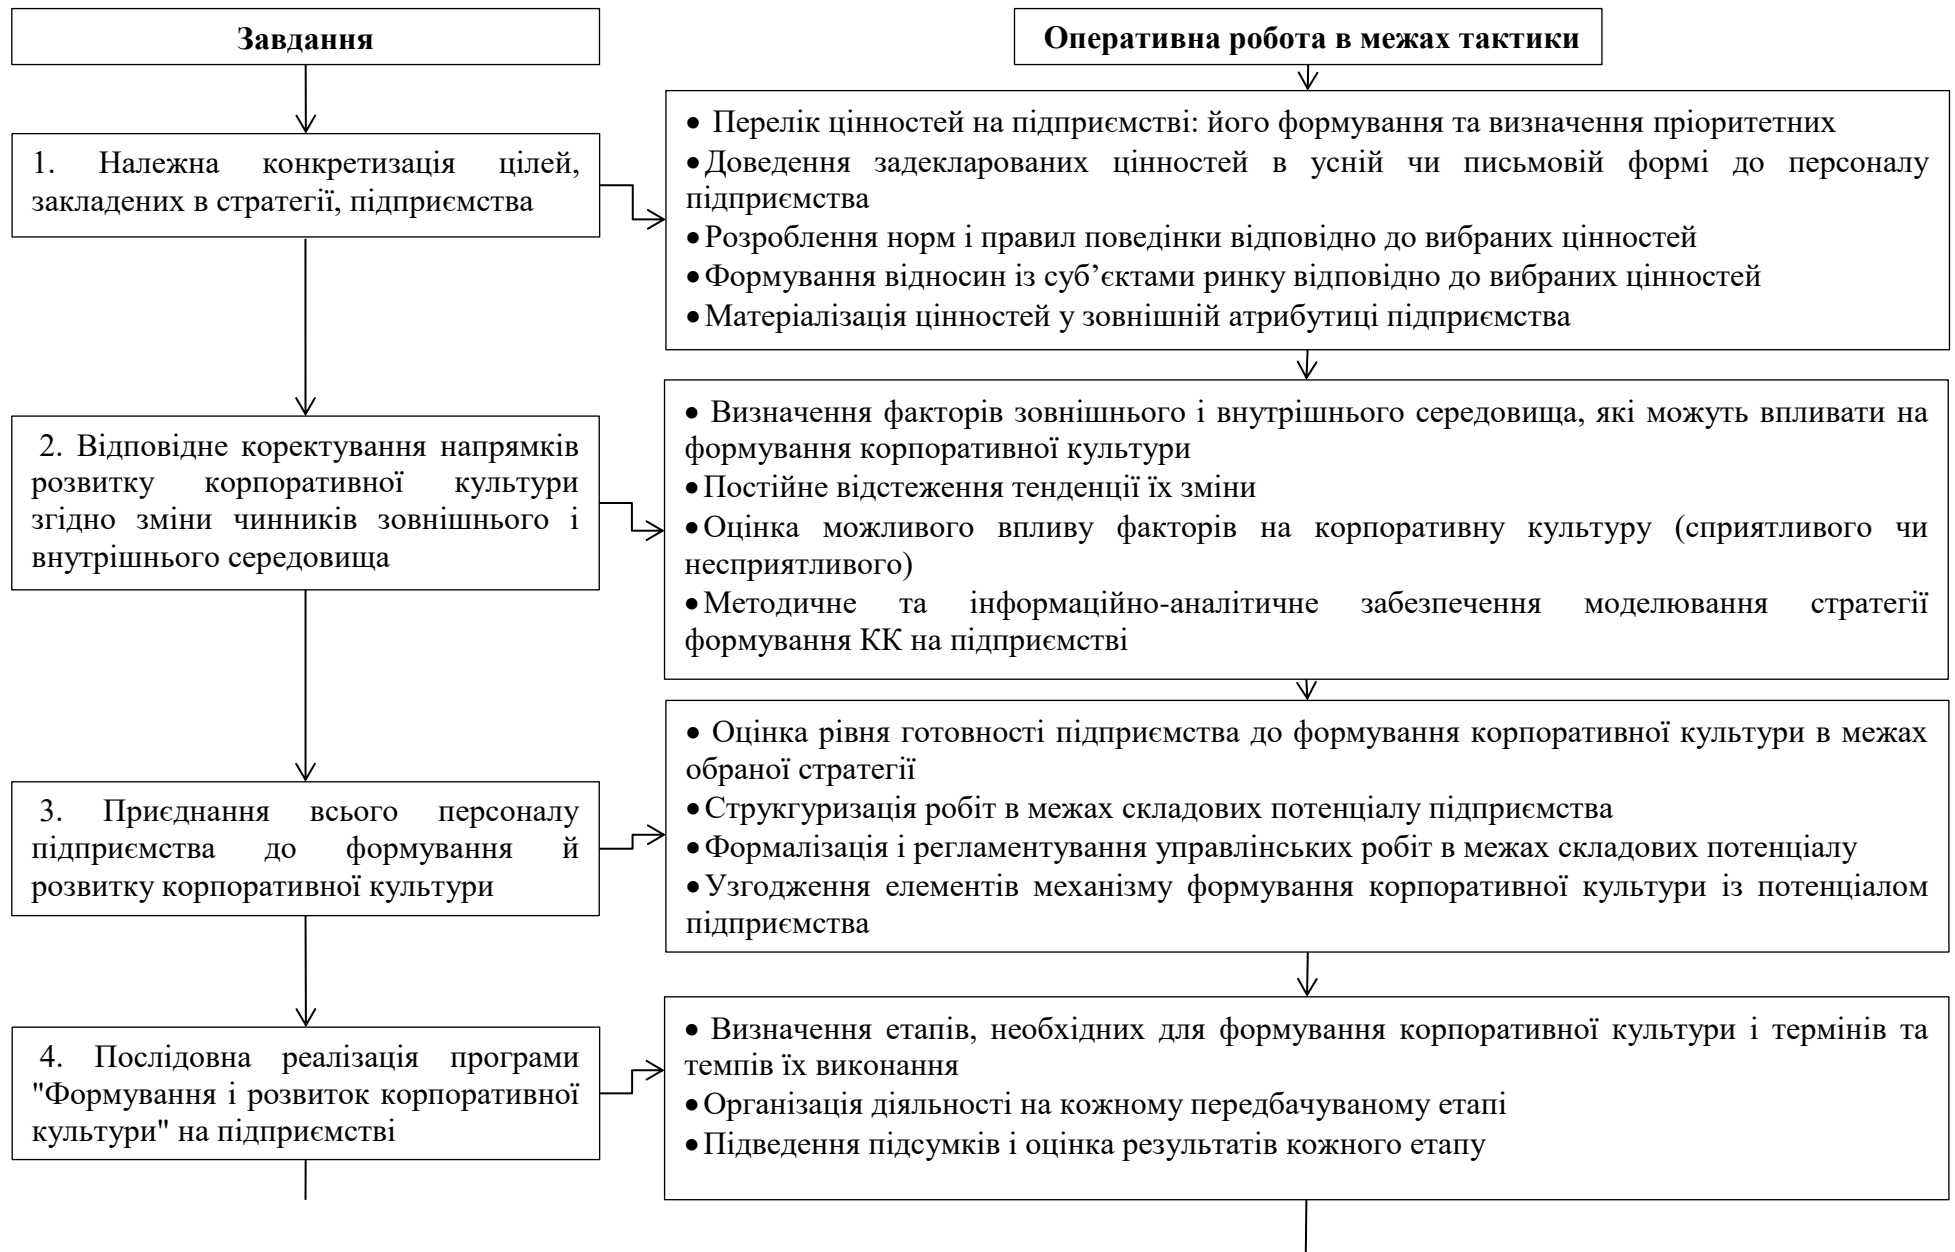 Завдання
Оперативна робота в межах тактики
1. Належна конкретизація цілей,
закладених в стратегії, підприємства
• Перелік цінностей на підприємстві: його формування та визначення пріоритетних
• Доведення задекларованих цінностей в усній чи письмовій формі до персоналу
підприємства
• Розроблення норм і правил поведінки відповідно до вибраних цінностей
• Формування відносин із суб’єктами ринку відповідно до вибраних цінностей
• Матеріалізація цінностей у зовнішній атрибутиці підприємства
2. Відповідне коректування напрямків
розвитку корпоративної культури
згідно зміни чинників зовнішнього і
внутрішнього середовища
• Визначення факторів зовнішнього і внутрішнього середовища, які можуть впливати на
формування корпоративної культури
• Постійне відстеження тенденції їх зміни
• Оцінка можливого впливу факторів на корпоративну культуру (сприятливого чи
несприятливого)
• Методичне та інформаційно-аналітичне забезпечення моделювання стратегії
формування КК на підприємстві
3. Приєднання всього персоналу
підприємства до формування й
розвитку корпоративної культури
• Оцінка рівня готовності підприємства до формування корпоративної культури в межах
обраної стратегії
• Структуризація робіт в межах складових потенціалу підприємства
• Формалізація і регламентування управлінських робіт в межах складових потенціалу
• Узгодження елементів механізму формування корпоративної культури із потенціалом
підприємства
4. Послідовна реалізація програми
"Формування і розвиток корпоративної
культури" на підприємстві
• Визначення етапів, необхідних для формування корпоративної культури і термінів та
темпів їх виконання
• Організація діяльності на кожному передбачуваному етапі
• Підведення підсумків і оцінка результатів кожного етапу